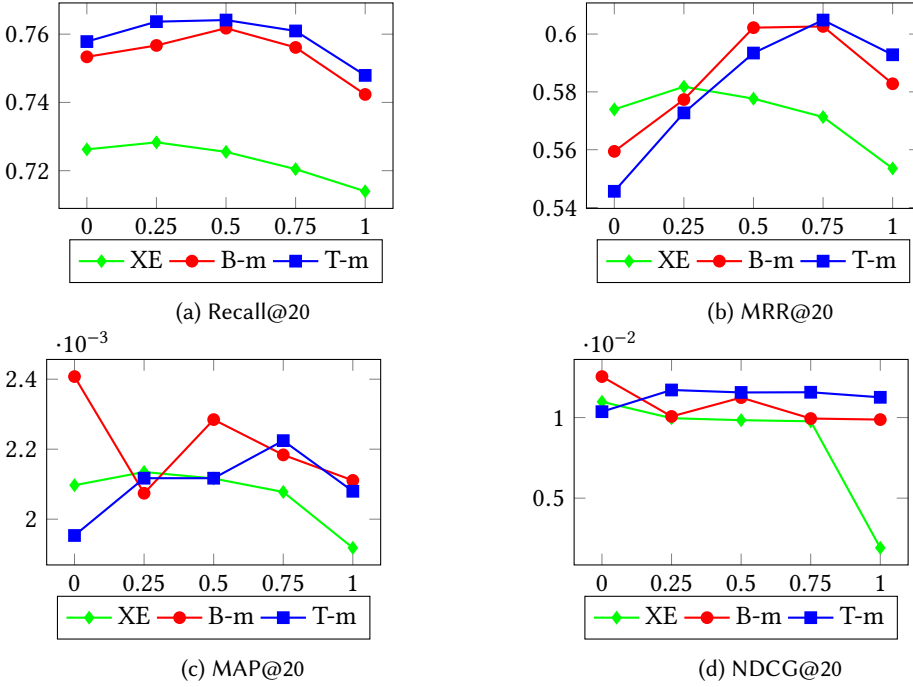 0.76
0.74
0.72
0 0.25 0.5 0.75 1
XE B-m T-m
(a) Recall@20
0.6
0.58
0.56
0.54
0 0.25 0.5 0.75 1
XE B-m T-m
(b) MRR@20
·10⁻³
2.4
2.2
2
0 0.25 0.5 0.75 1
XE B-m T-m
(c) MAP@20
·10⁻²
1
0.5
0 0.25 0.5 0.75 1
XE B-m T-m
(d) NDCG@20